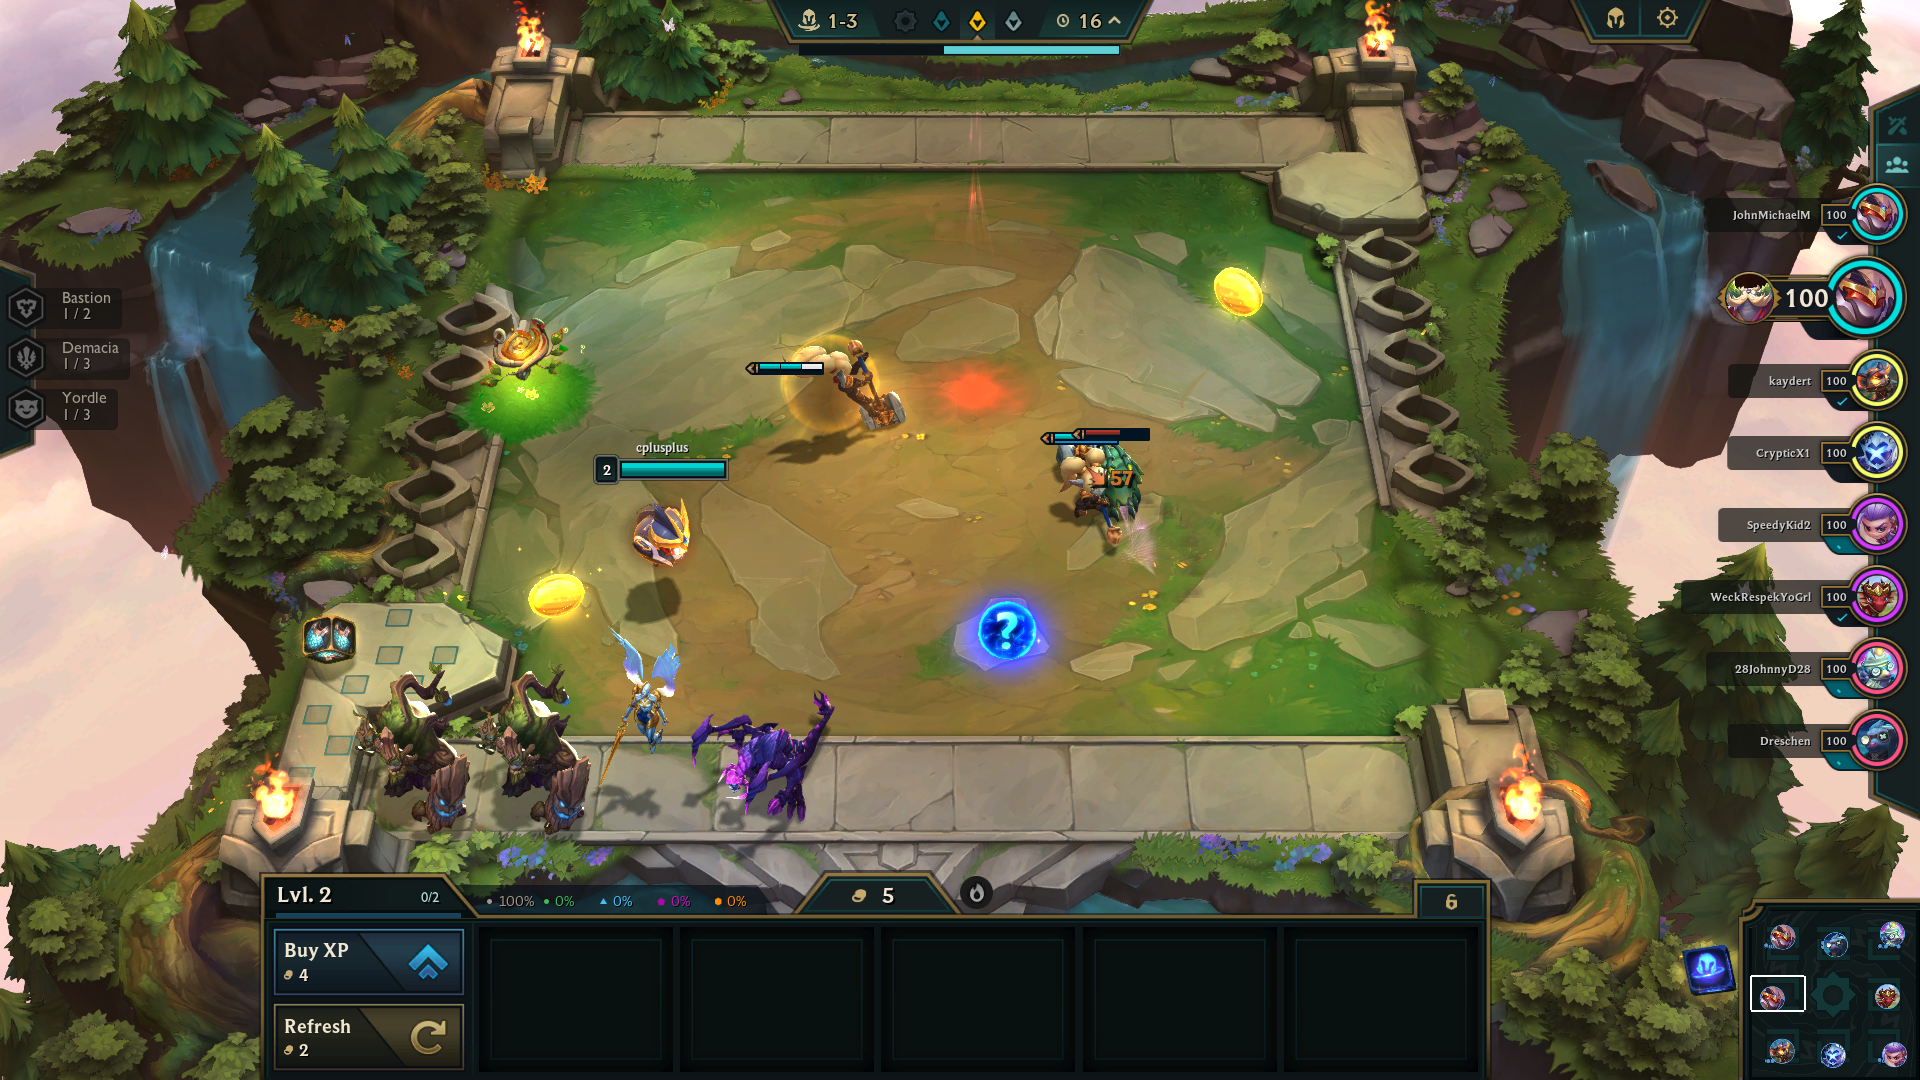 1-3
16
Bastion
1 / 2
Demacia
1 / 3
Yordle
1 / 3
JohnMichaelM 100
100
kaydert 100
CrypticX1 100
SpeedyKid2 100
WeckRespekYoGrl 100
28JohnnyD28 100
Dreschen 100
cplusplus
2
57
?
Lvl. 2
0/2
100% 0% 0% 0% 0%
5
6
Buy XP
4
Refresh
2